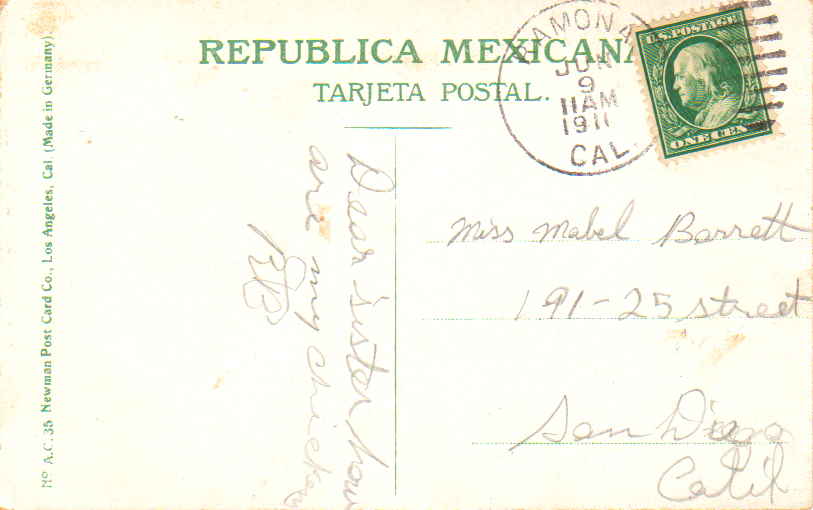 REPUBLICA MEXICANA
TARJETA POSTAL.
RAMONA
JUN
9
11AM
1911
CAL.
U.S. POSTAGE
ONE CENT
Miss Mabel Barrett
191-25 street
San Diego
Calif
Dear sister how
are my chickens
No A.C. 35 Newman Post Card Co., Los Angeles, Cal. (Made in Germany).